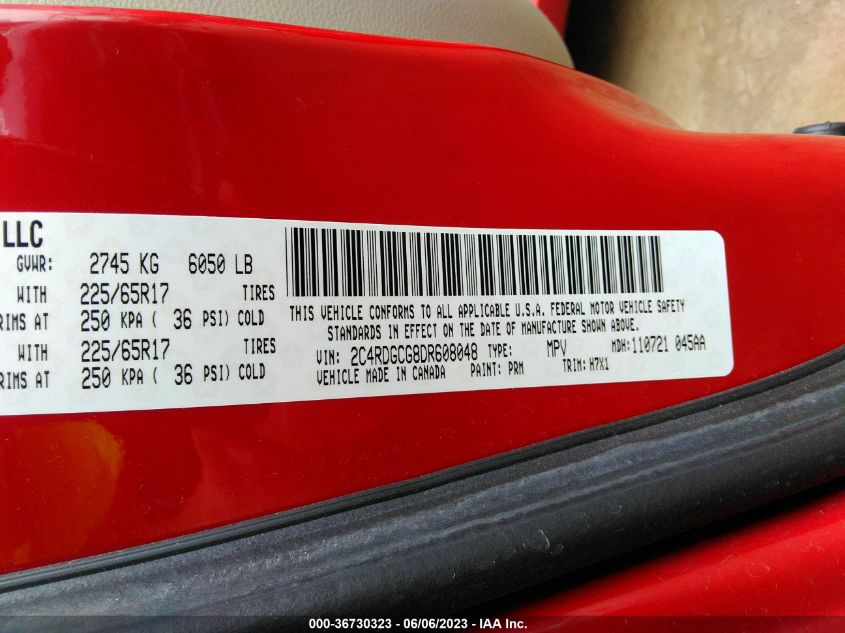 LLC
GVWR: 2745 KG 6050 LB
WITH 225/65R17 TIRES
RIMS AT 250 KPA ( 36 PSI) COLD
WITH 225/65R17 TIRES
RIMS AT 250 KPA ( 36 PSI) COLD
THIS VEHICLE CONFORMS TO ALL APPLICABLE U.S.A. FEDERAL MOTOR VEHICLE SAFETY
STANDARDS IN EFFECT ON THE DATE OF MANUFACTURE SHOWN ABOVE.
VIN: 2C4RDGCG8DR608048 TYPE: MPV MDH: 110721 045AA
VEHICLE MADE IN CANADA PAINT: PRM TRIM: H7X1
000-36730323 - 06/06/2023 - IAA Inc.